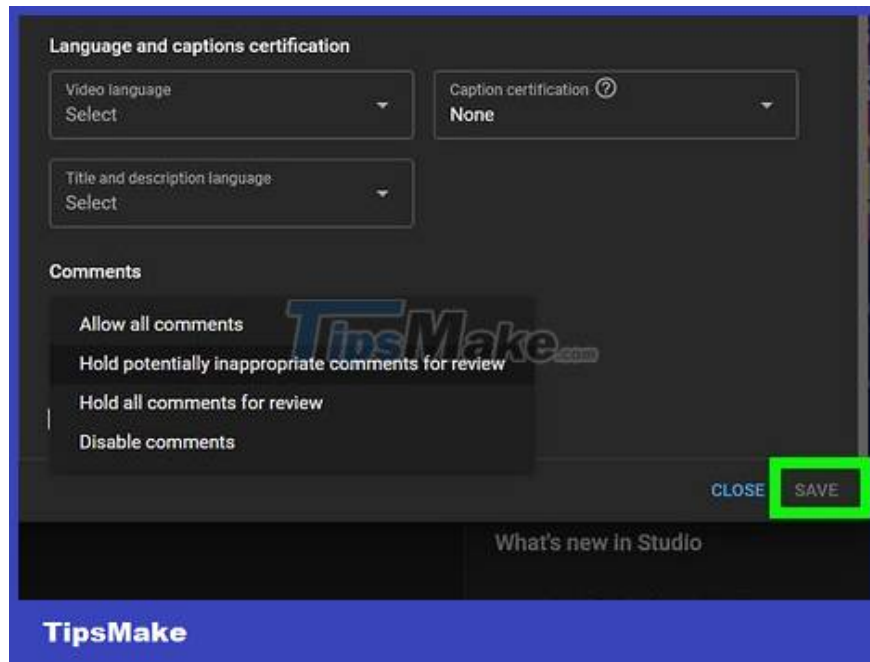 Language and captions certification
Video language
Select
Caption certification ?
None
Title and description language
Select
Comments
Allow all comments
Hold potentially inappropriate comments for review
Hold all comments for review
Disable comments
TipsMake.com
CLOSE
SAVE
What's new in Studio
TipsMake